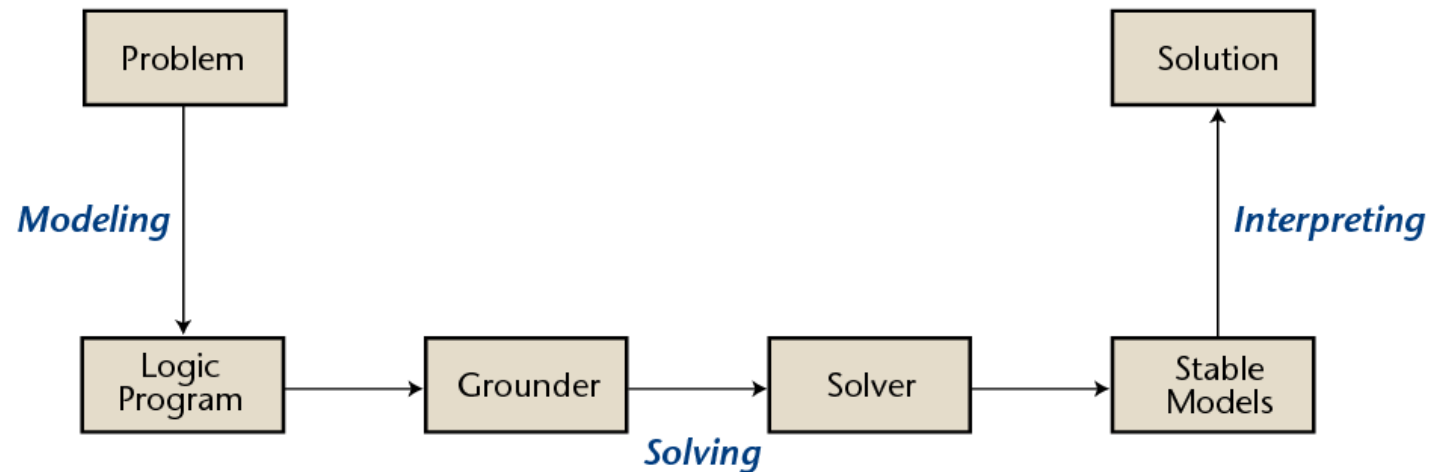 Problem
Solution
Modeling
Interpreting
Logic
Program
Grounder
Solver
Stable
Models
Solving